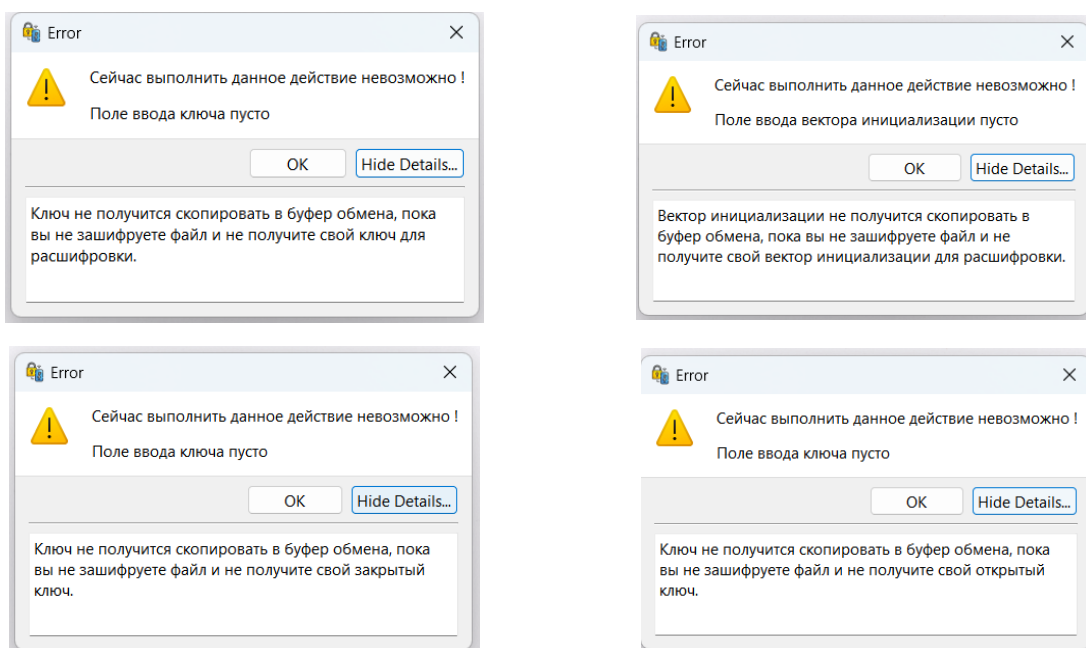 Error
Сейчас выполнить данное действие невозможно !
Поле ввода ключа пусто
OK
Hide Details...
Ключ не получится скопировать в буфер обмена, пока
вы не зашифруете файл и не получите свой ключ для
расшифровки.
Error
Сейчас выполнить данное действие невозможно !
Поле ввода вектора инициализации пусто
OK
Hide Details...
Вектор инициализации не получится скопировать в
буфер обмена, пока вы не зашифруете файл и не
получите свой вектор инициализации для расшифровки.
Error
Сейчас выполнить данное действие невозможно !
Поле ввода ключа пусто
OK
Hide Details...
Ключ не получится скопировать в буфер обмена, пока
вы не зашифруете файл и не получите свой закрытый
ключ.
Error
Сейчас выполнить данное действие невозможно !
Поле ввода ключа пусто
OK
Hide Details...
Ключ не получится скопировать в буфер обмена, пока
вы не зашифруете файл и не получите свой открытый
ключ.